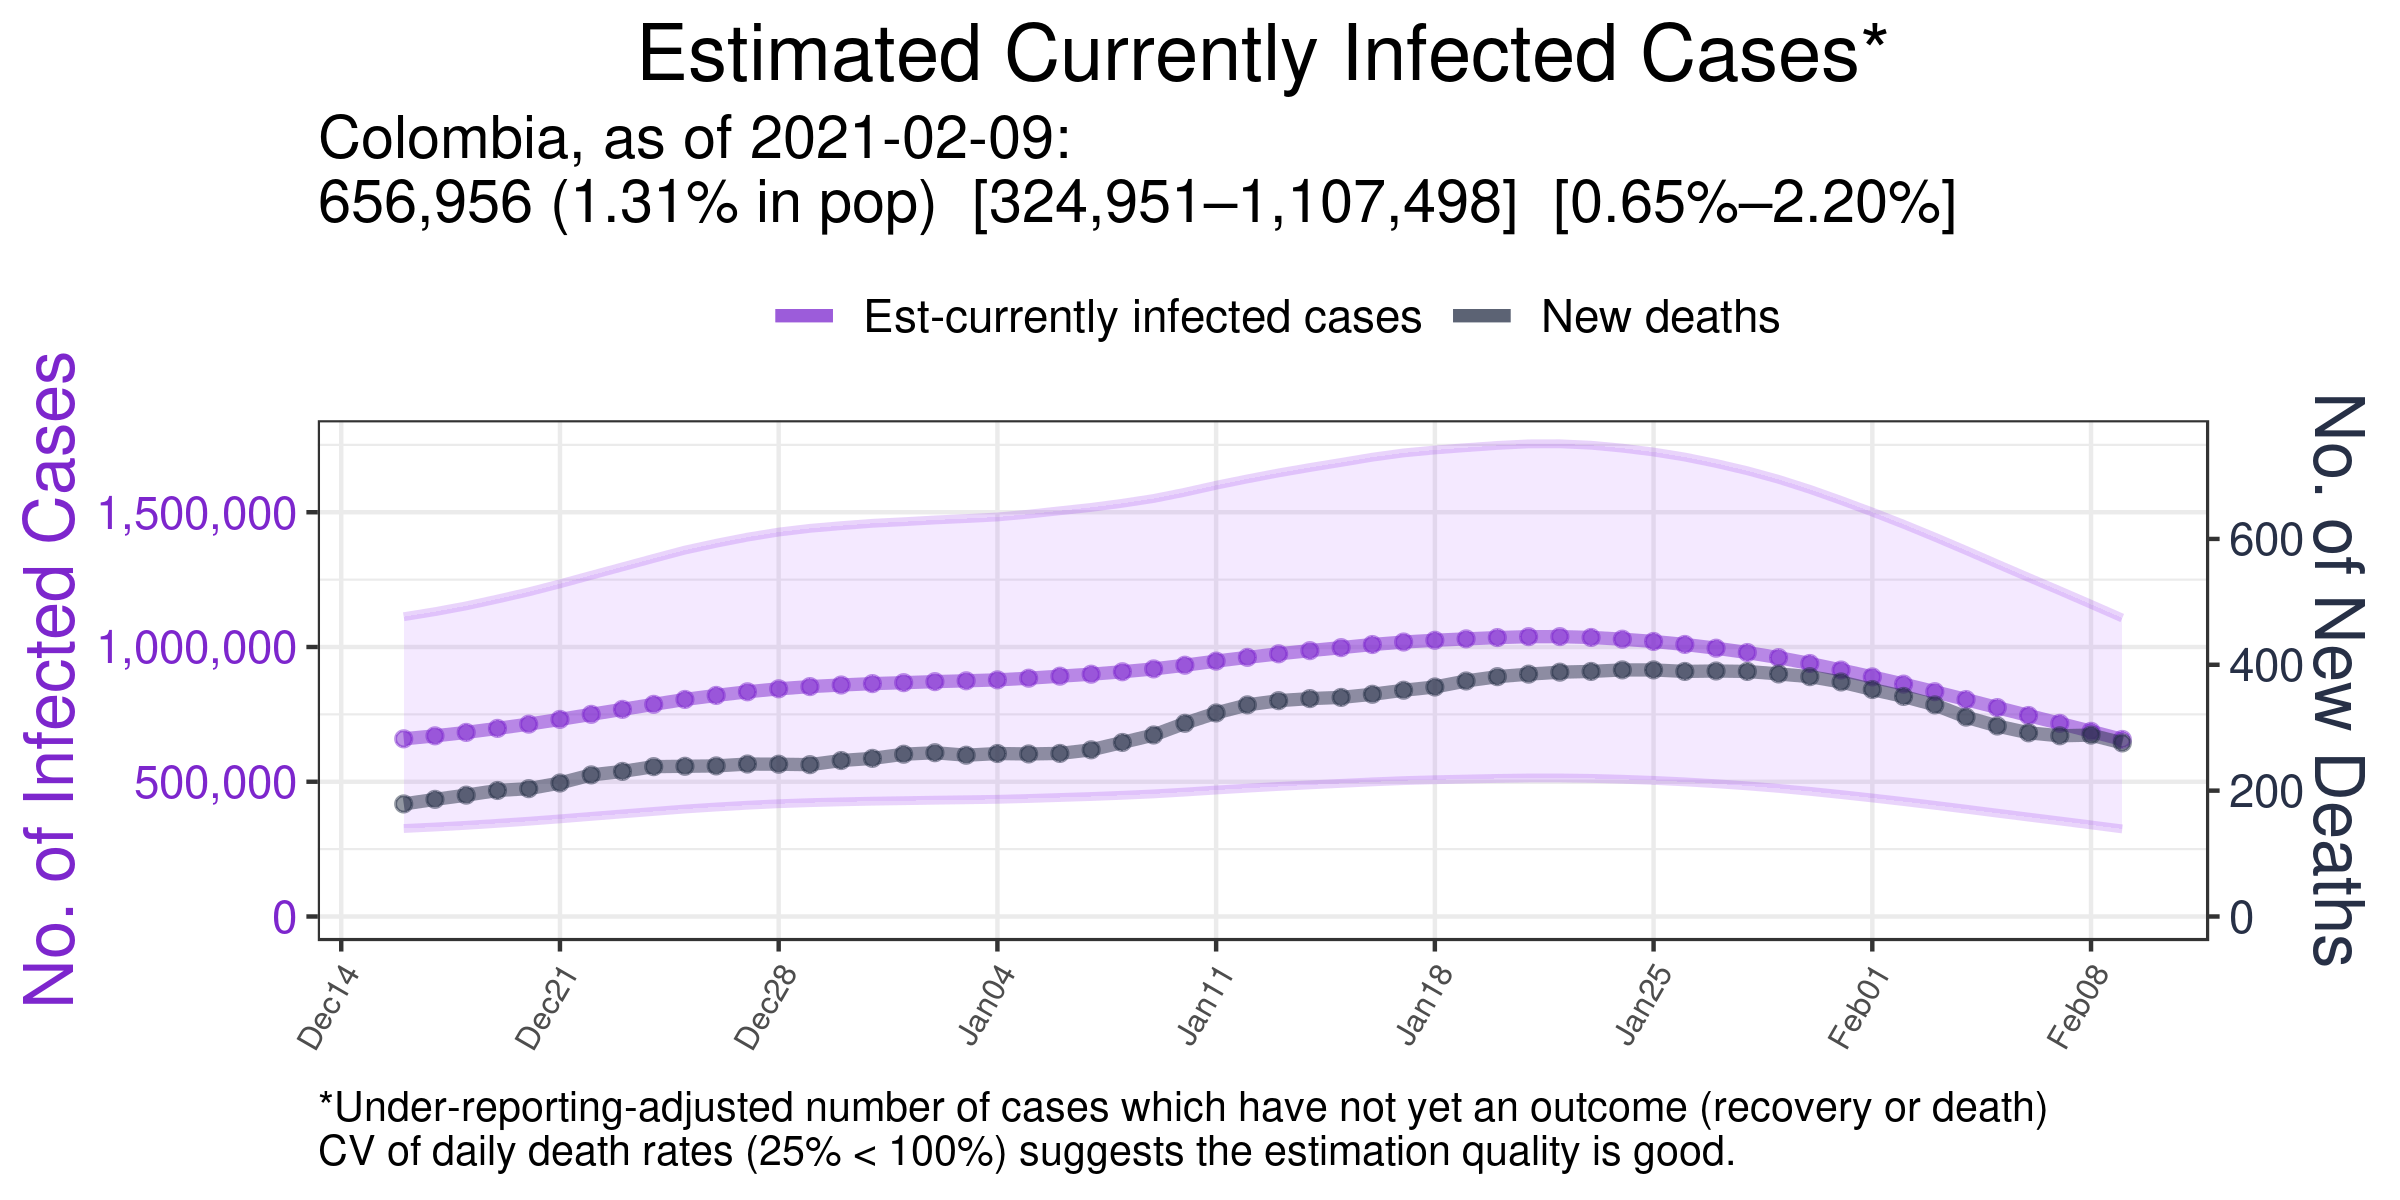 Estimated Currently Infected Cases*
Colombia, as of 2021-02-09:
656,956 (1.31% in pop)  [324,951–1,107,498]  [0.65%–2.20%]
Est-currently infected cases
New deaths
No. of Infected Cases
1,500,000
1,000,000
500,000
0
600
400
200
0
No. of New Deaths
Dec14
Dec21
Dec28
Jan04
Jan11
Jan18
Jan25
Feb01
Feb08
*Under-reporting-adjusted number of cases which have not yet an outcome (recovery or death)
CV of daily death rates (25% < 100%) suggests the estimation quality is good.